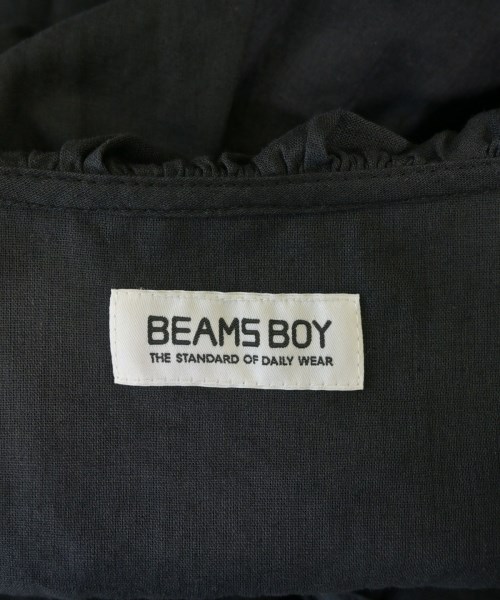 BEAMS BOY
THE STANDARD OF DAILY WEAR